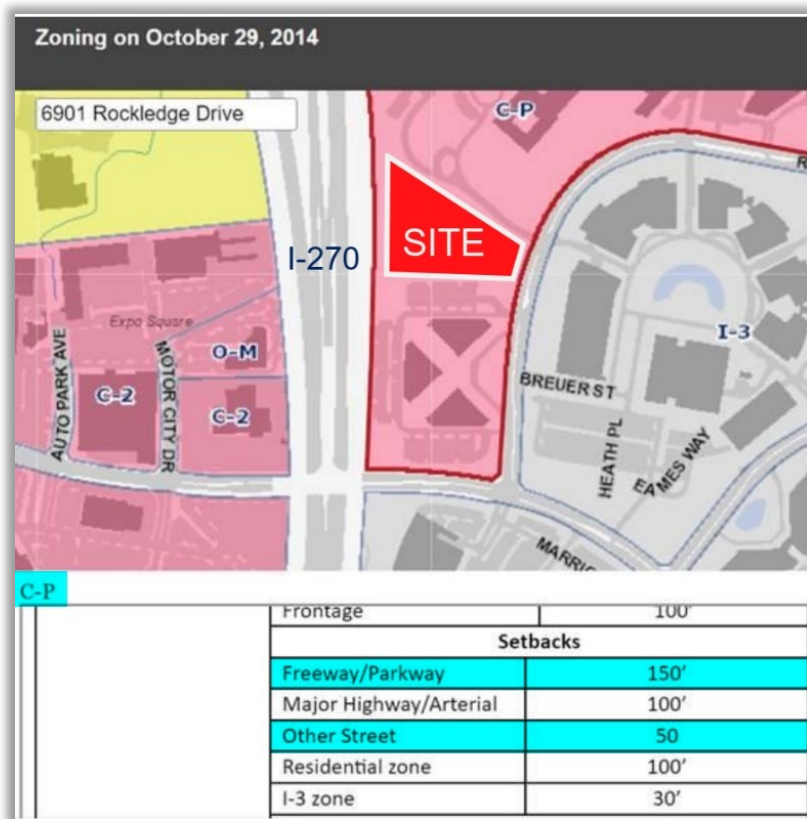 Zoning on October 29, 2014
6901 Rockledge Drive
C-P
R
I-270
SITE
Expo Square
O-M
I-3
AUTO PARK AVE
MOTOR CITY DR
C-2
C-2
BREUER ST
HEATH PL
EAMES WAY
MARRIO
C-P
Frontage 100'
Setbacks
Freeway/Parkway 150′
Major Highway/Arterial 100′
Other Street 50
Residential zone 100′
I-3 zone 30′